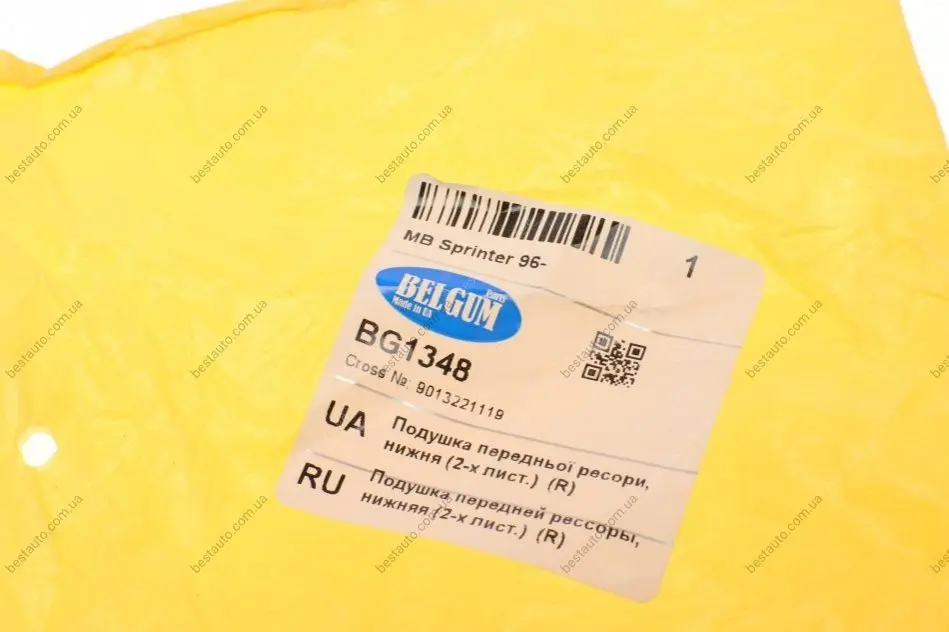 MB Sprinter 96-
1
BELGUM
Parts
Made in UA
BG1348
Cross №: 9013221119
UA
Подушка передньої ресори,
нижня (2-х лист.) (R)
RU
Подушка передней рессоры,
нижняя (2-х лист.) (R)
bestauto.com.ua